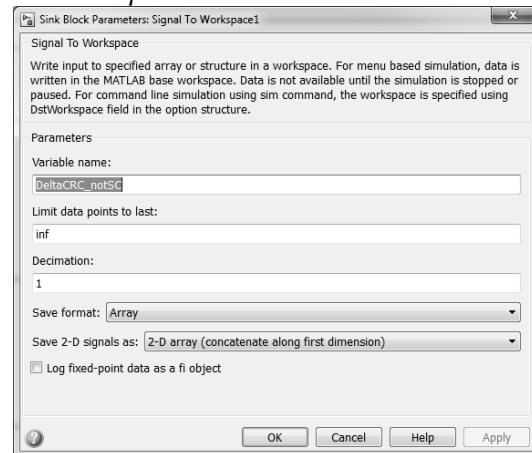 Sink Block Parameters: Signal To Workspace1
Signal To Workspace
Write input to specified array or structure in a workspace. For menu based simulation, data is
written in the MATLAB base workspace. Data is not available until the simulation is stopped or
paused. For command line simulation using sim command, the workspace is specified using
DstWorkspace field in the option structure.
Parameters
Variable name:
DeltaCRC_notSC
Limit data points to last:
inf
Decimation:
1
Save format: Array
Save 2-D signals as: 2-D array (concatenate along first dimension)
Log fixed-point data as a fi object
OK Cancel Help Apply